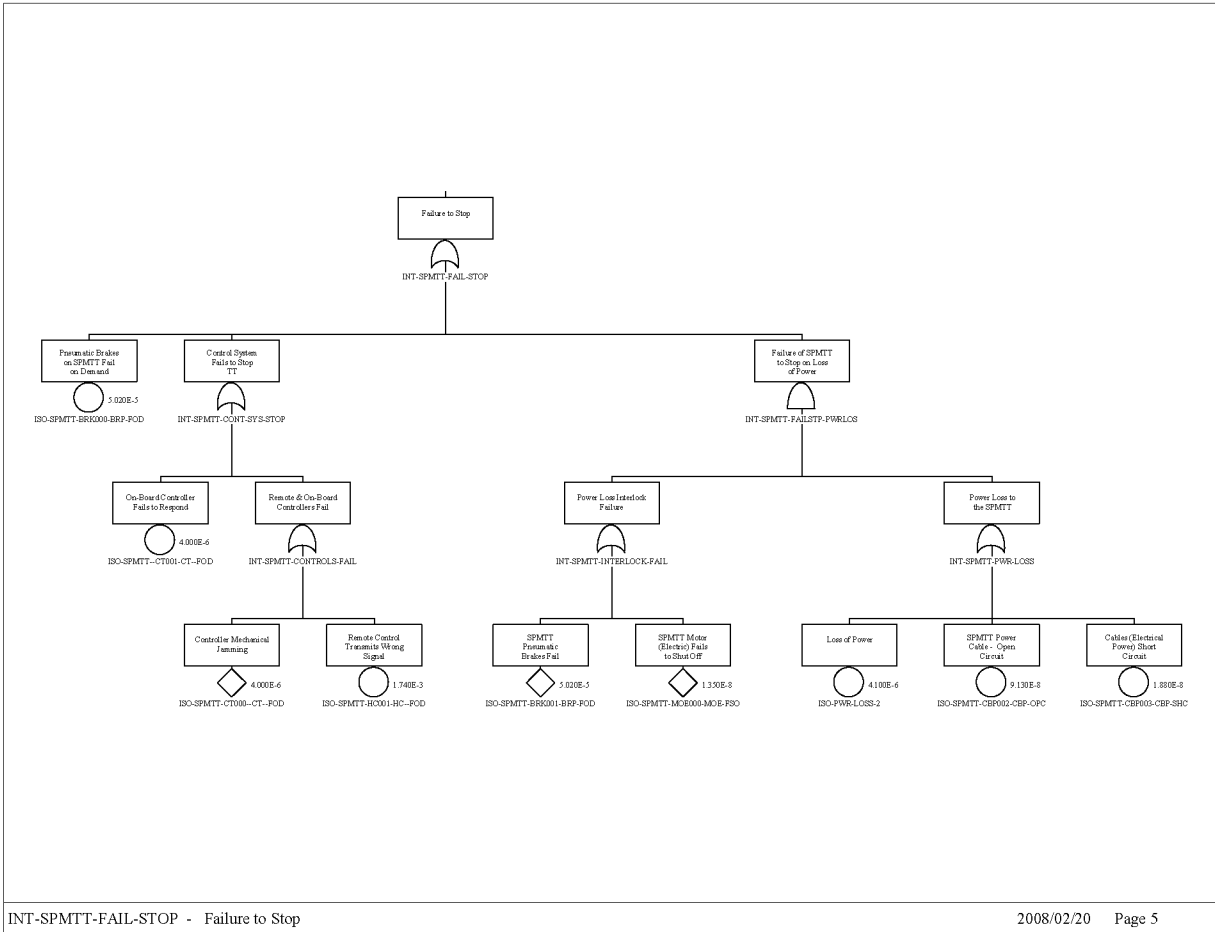 Failure to Stop
INT-SPMTT-FAIL-STOP
Pneumatic Brakes
on SPMTT Fail
on Demand
5.020E-5
ISO-SPMTT-BRK000-BRP-FOD
Control System
Fails to Stop
TT
INT-SPMTT-CONT-SYS-STOP
Failure of SPMTT
to Stop on Loss
of Power
INT-SPMTT-FAILSTP-PWRLOS
On-Board Controller
Fails to Respond
4.000E-6
ISO-SPMTT--CT001-CT--FOD
Remote & On-Board
Controllers Fail
INT-SPMTT-CONTROLS-FAIL
Power Loss Interlock
Failure
INT-SPMTT-INTERLOCK-FAIL
Power Loss to
the SPMTT
INT-SPMTT-PWR-LOSS
Controller Mechanical
Jamming
4.000E-6
ISO-SPMTT-CT000--CT--FOD
Remote Control
Transmits Wrong
Signal
1.740E-3
ISO-SPMTT-HC001-HC--FOD
SPMTT
Pneumatic
Brakes Fail
5.020E-5
ISO-SPMTT-BRK001-BRP-FOD
SPMTT Motor
(Electric) Fails
to Shut Off
1.350E-8
ISO-SPMTT-MOE000-MOE-FSO
Loss of Power
4.100E-6
ISO-PWR-LOSS-2
SPMTT Power
Cable - Open
Circuit
9.130E-8
ISO-SPMTT-CBP002-CBP-OPC
Cables (Electrical
Power) Short
Circuit
1.880E-8
ISO-SPMTT-CBP003-CBP-SHC
INT-SPMTT-FAIL-STOP - Failure to Stop
2008/02/20 Page 5